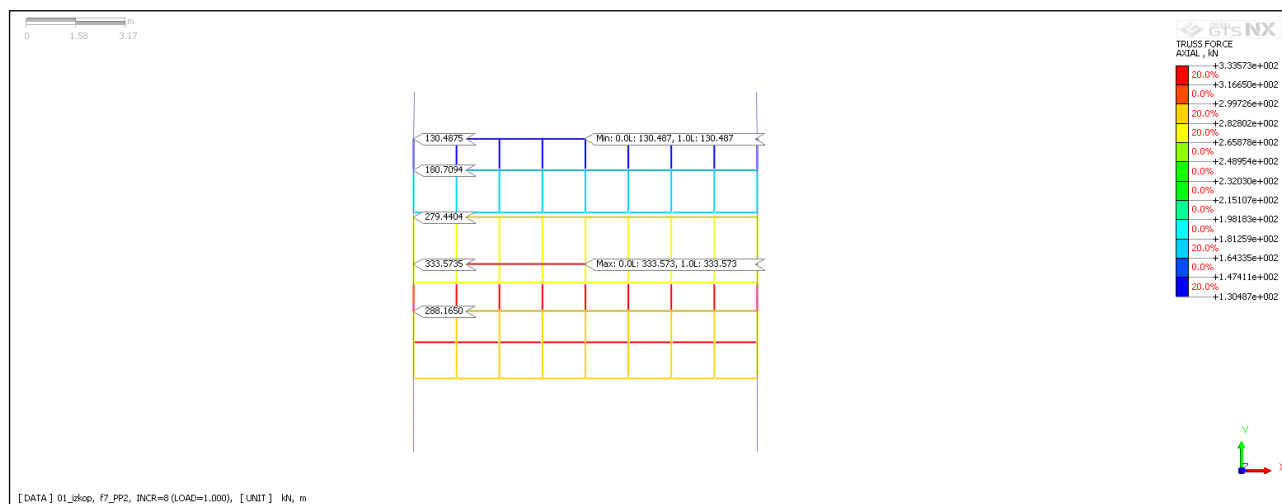 m
0 1.58 3.17
midas
GTS NX
TRUSS FORCE
AXIAL , kN
+3.33573e+002
20.0%
+3.16650e+002
0.0%
+2.99726e+002
20.0%
+2.82802e+002
20.0%
+2.65878e+002
0.0%
+2.48954e+002
0.0%
+2.32030e+002
0.0%
+2.15107e+002
0.0%
+1.98183e+002
0.0%
+1.81259e+002
20.0%
+1.64335e+002
0.0%
+1.47411e+002
20.0%
+1.30487e+002
130.4875
Min: 0.0L: 130.487, 1.0L: 130.487
180.7094
279.4404
333.5735
Max: 0.0L: 333.573, 1.0L: 333.573
288.1650
Y
Z X
[ DATA ] 01_izkop, f7_PP2, INCR=8 (LOAD=1.000), [ UNIT ] kN, m